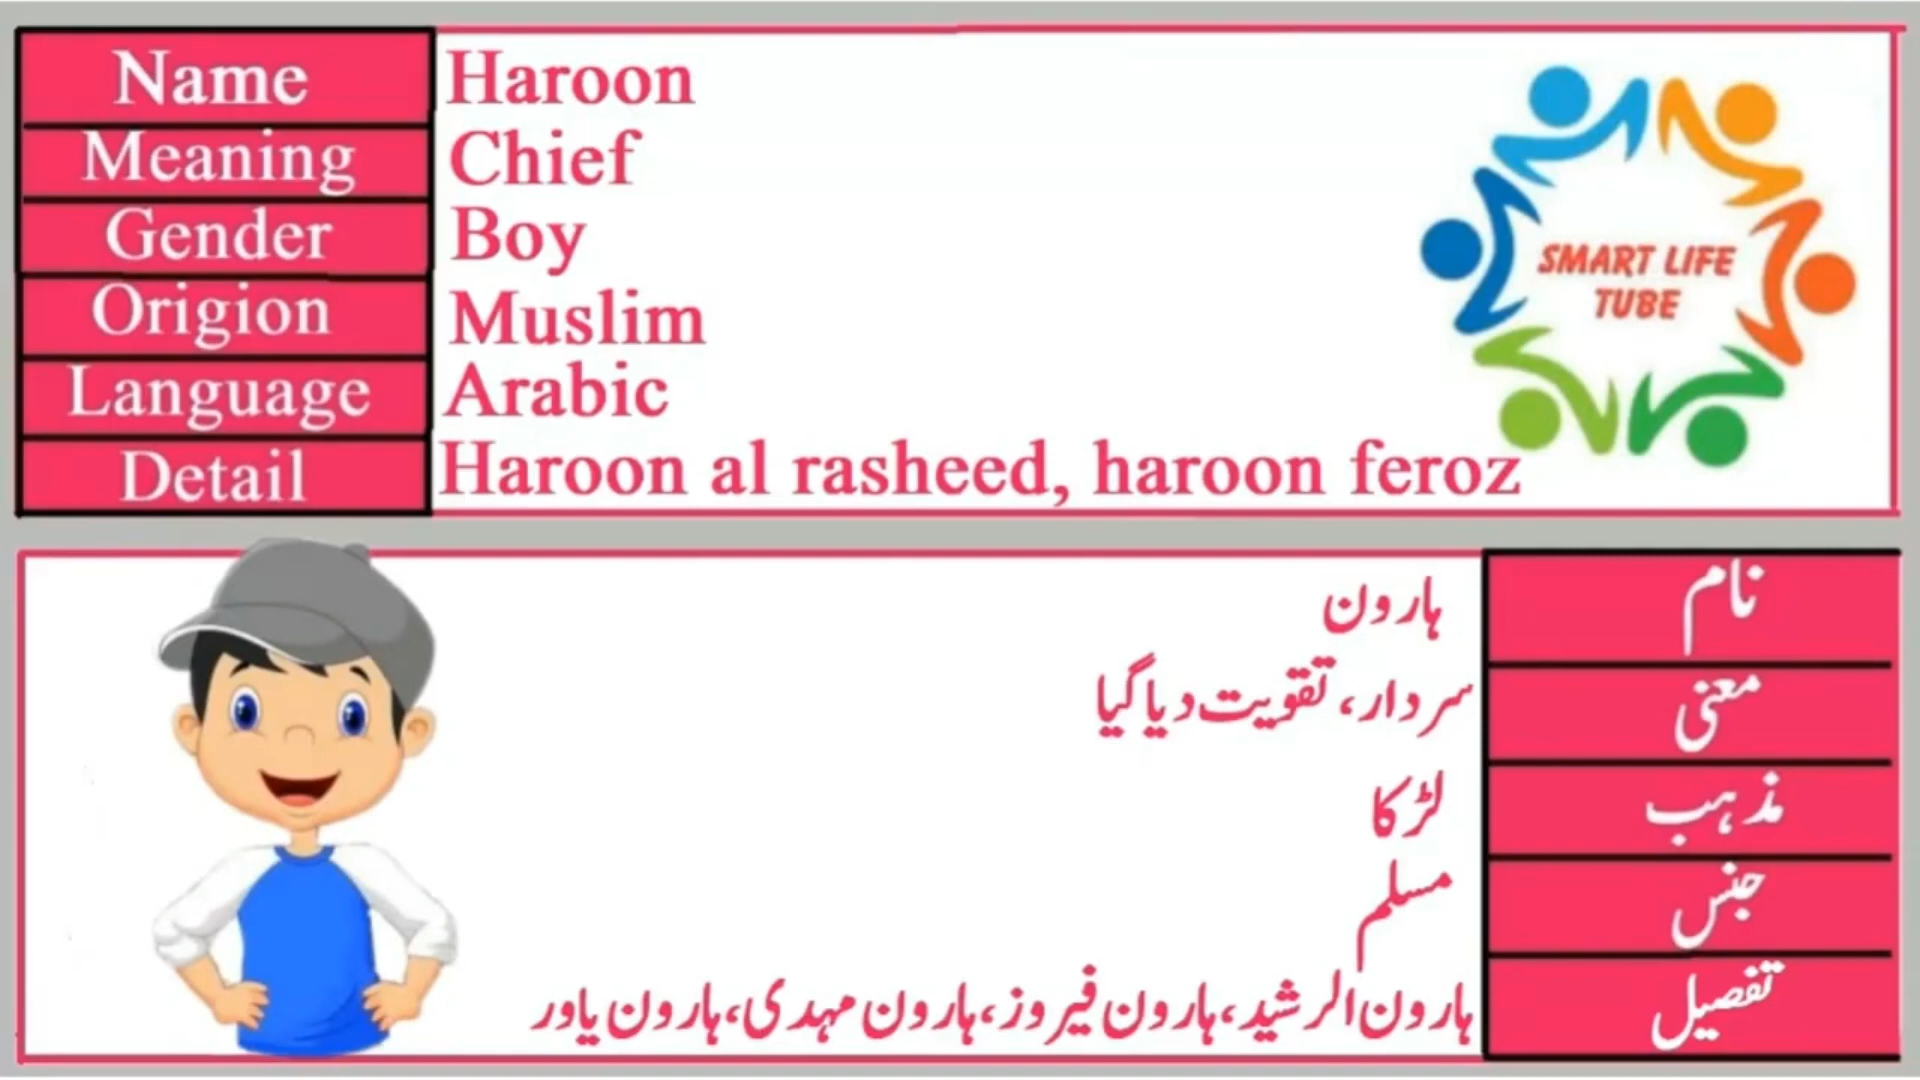 Name Haroon
Meaning Chief
Gender Boy
Origion Muslim
Language Arabic
Detail Haroon al rasheed, haroon feroz
SMART LIFE
TUBE
نام ہارون
معنی سردار، تقویت دیا گیا
مذہب لڑکا
جنس مسلم
تفصیل ہارون الرشید، ہارون فیروز، ہارون مہدی، ہارون یاور